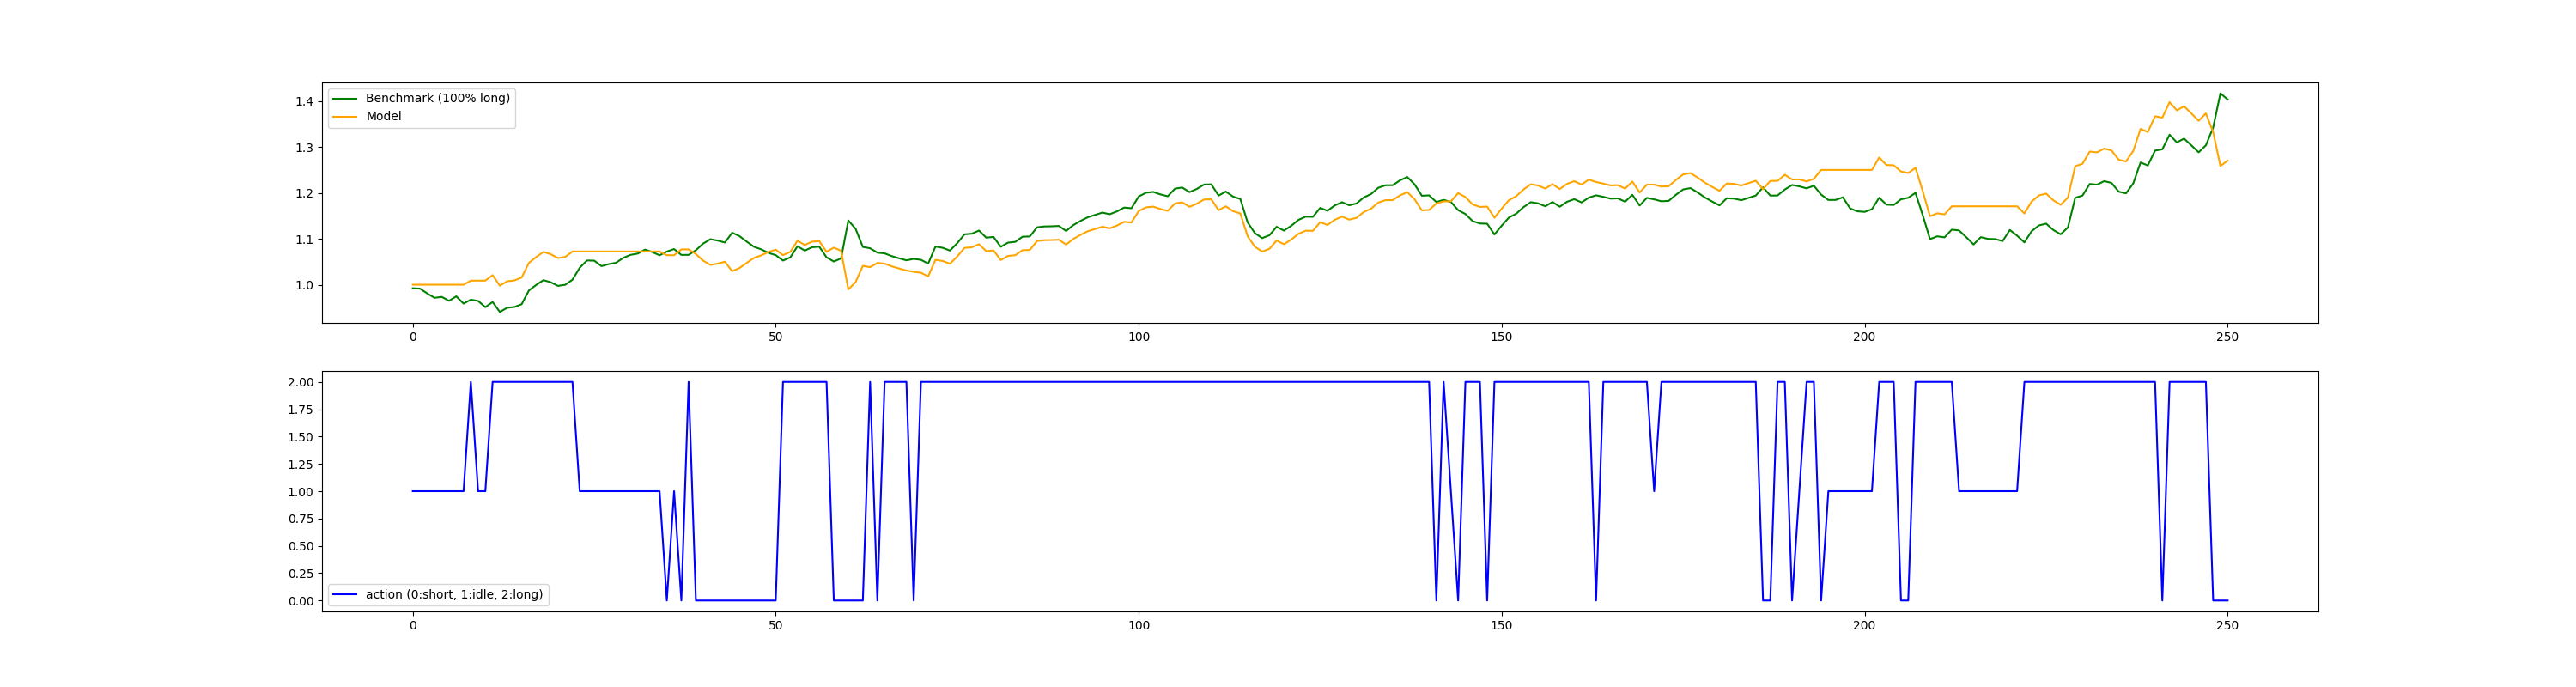 Benchmark (100% long)
Model
1.4
1.3
1.2
1.1
1.0
0 50 100 150 200 250
2.00
1.75
1.50
1.25
1.00
0.75
0.50
0.25
0.00
action (0:short, 1:idle, 2:long)
0 50 100 150 200 250